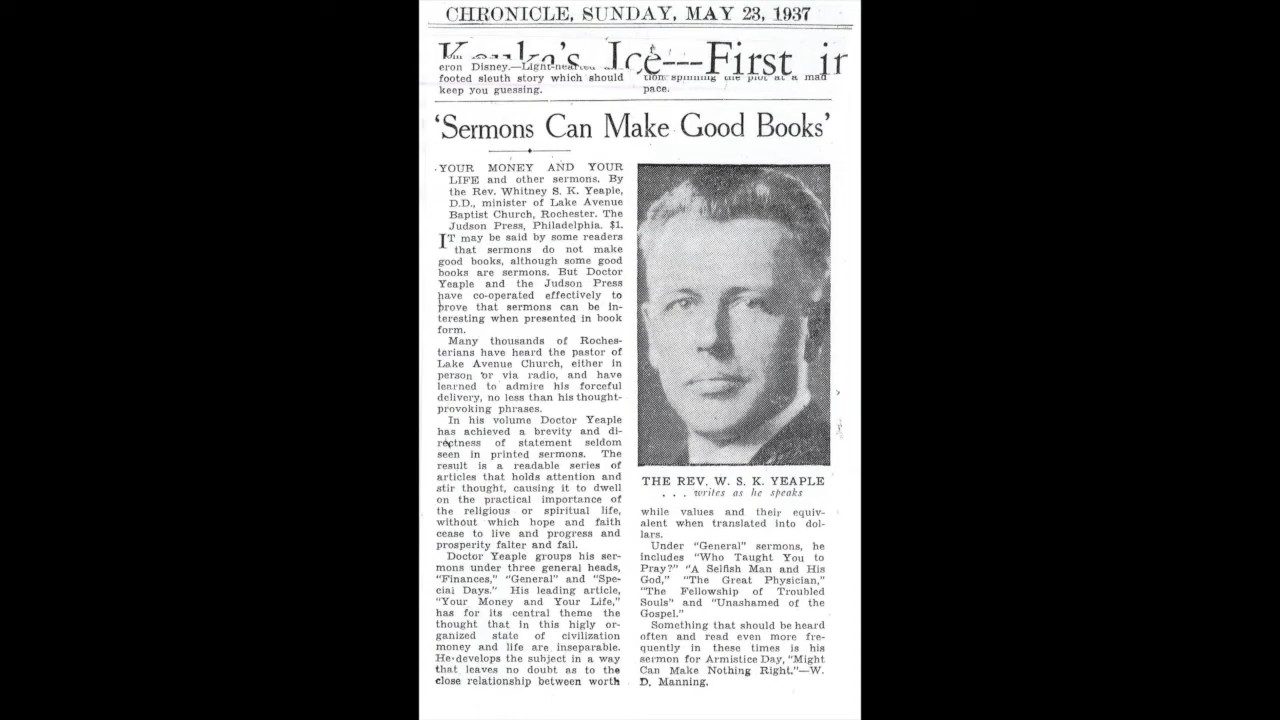 CHRONICLE, SUNDAY, MAY 23, 1937
Ice---First
eron Disney.—Light-hearted
footed sleuth story which should
keep you guessing.
tion spinning the plot at a mad
pace.
'Sermons Can Make Good Books'
YOUR MONEY AND YOUR
LIFE and other sermons. By
the Rev. Whitney S. K. Yeaple,
D.D., minister of Lake Avenue
Baptist Church, Rochester. The
Judson Press, Philadelphia. $1.
IT may be said by some readers
that sermons do not make
good books, although some good
books are sermons. But Doctor
Yeaple and the Judson Press
have co-operated effectively to
prove that sermons can be in-
teresting when presented in book
form.
Many thousands of Roches-
terians have heard the pastor of
Lake Avenue Church, either in
person or via radio, and have
learned to admire his forceful
delivery, no less than his thought-
provoking phrases.
In his volume Doctor Yeaple
has achieved a brevity and di-
rectness of statement seldom
seen in printed sermons. The
result is a readable series of
articles that holds attention and
stir thought, causing it to dwell
on the practical importance of
the religious or spiritual life,
without which hope and faith
cease to live and progress and
prosperity falter and fail.
Doctor Yeaple groups his ser-
mons under three general heads,
"Finances," "General" and "Spe-
cial Days." His leading article,
"Your Money and Your Life,"
has for its central theme the
thought that in this higly or-
ganized state of civilization
money and life are inseparable.
He develops the subject in a way
that leaves no doubt as to the
close relationship between worth
THE REV. W. S. K. YEAPLE
. . . writes as he speaks
while values and their equiv-
alent when translated into dol-
lars.
Under "General" sermons, he
includes "Who Taught You to
Pray?" "A Selfish Man and His
God," "The Great Physician,"
"The Fellowship of Troubled
Souls" and "Unashamed of the
Gospel."
Something that should be heard
often and read even more fre-
quently in these times is his
sermon for Armistice Day, "Might
Can Make Nothing Right."—W.
D. Manning.